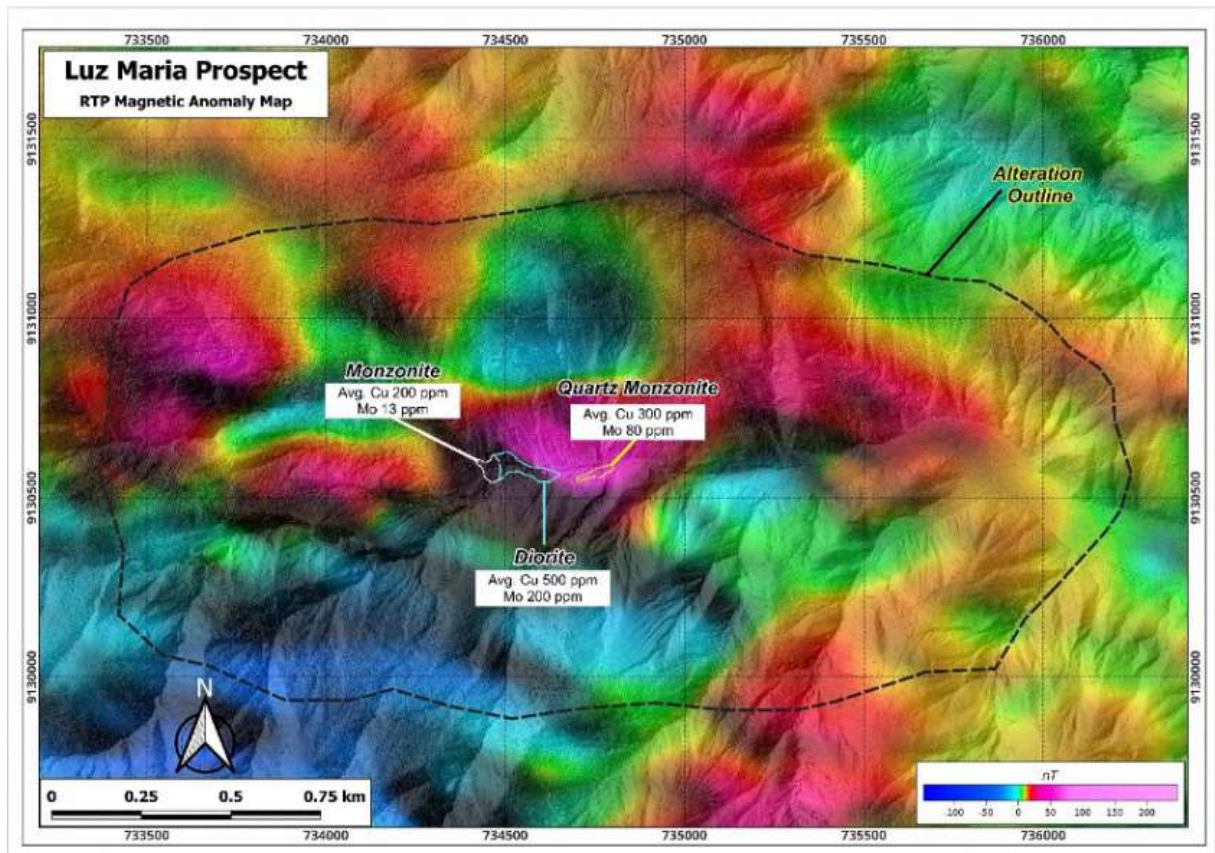 733500 734000 734500 735000 735500 736000
Luz Maria Prospect
RTP Magnetic Anomaly Map
9131500 9131500
Alteration
Outline
9131000 9131000
Monzonite
Avg. Cu 200 ppm
Mo 13 ppm
Quartz Monzonite
Avg. Cu 300 ppm
Mo 80 ppm
9130500 9130500
Diorite
Avg. Cu 500 ppm
Mo 200 ppm
9130000 9130000
N
0 0.25 0.5 0.75 km
nT
-100 -50 0 50 100 150 200
733500 734000 734500 735000 735500 736000